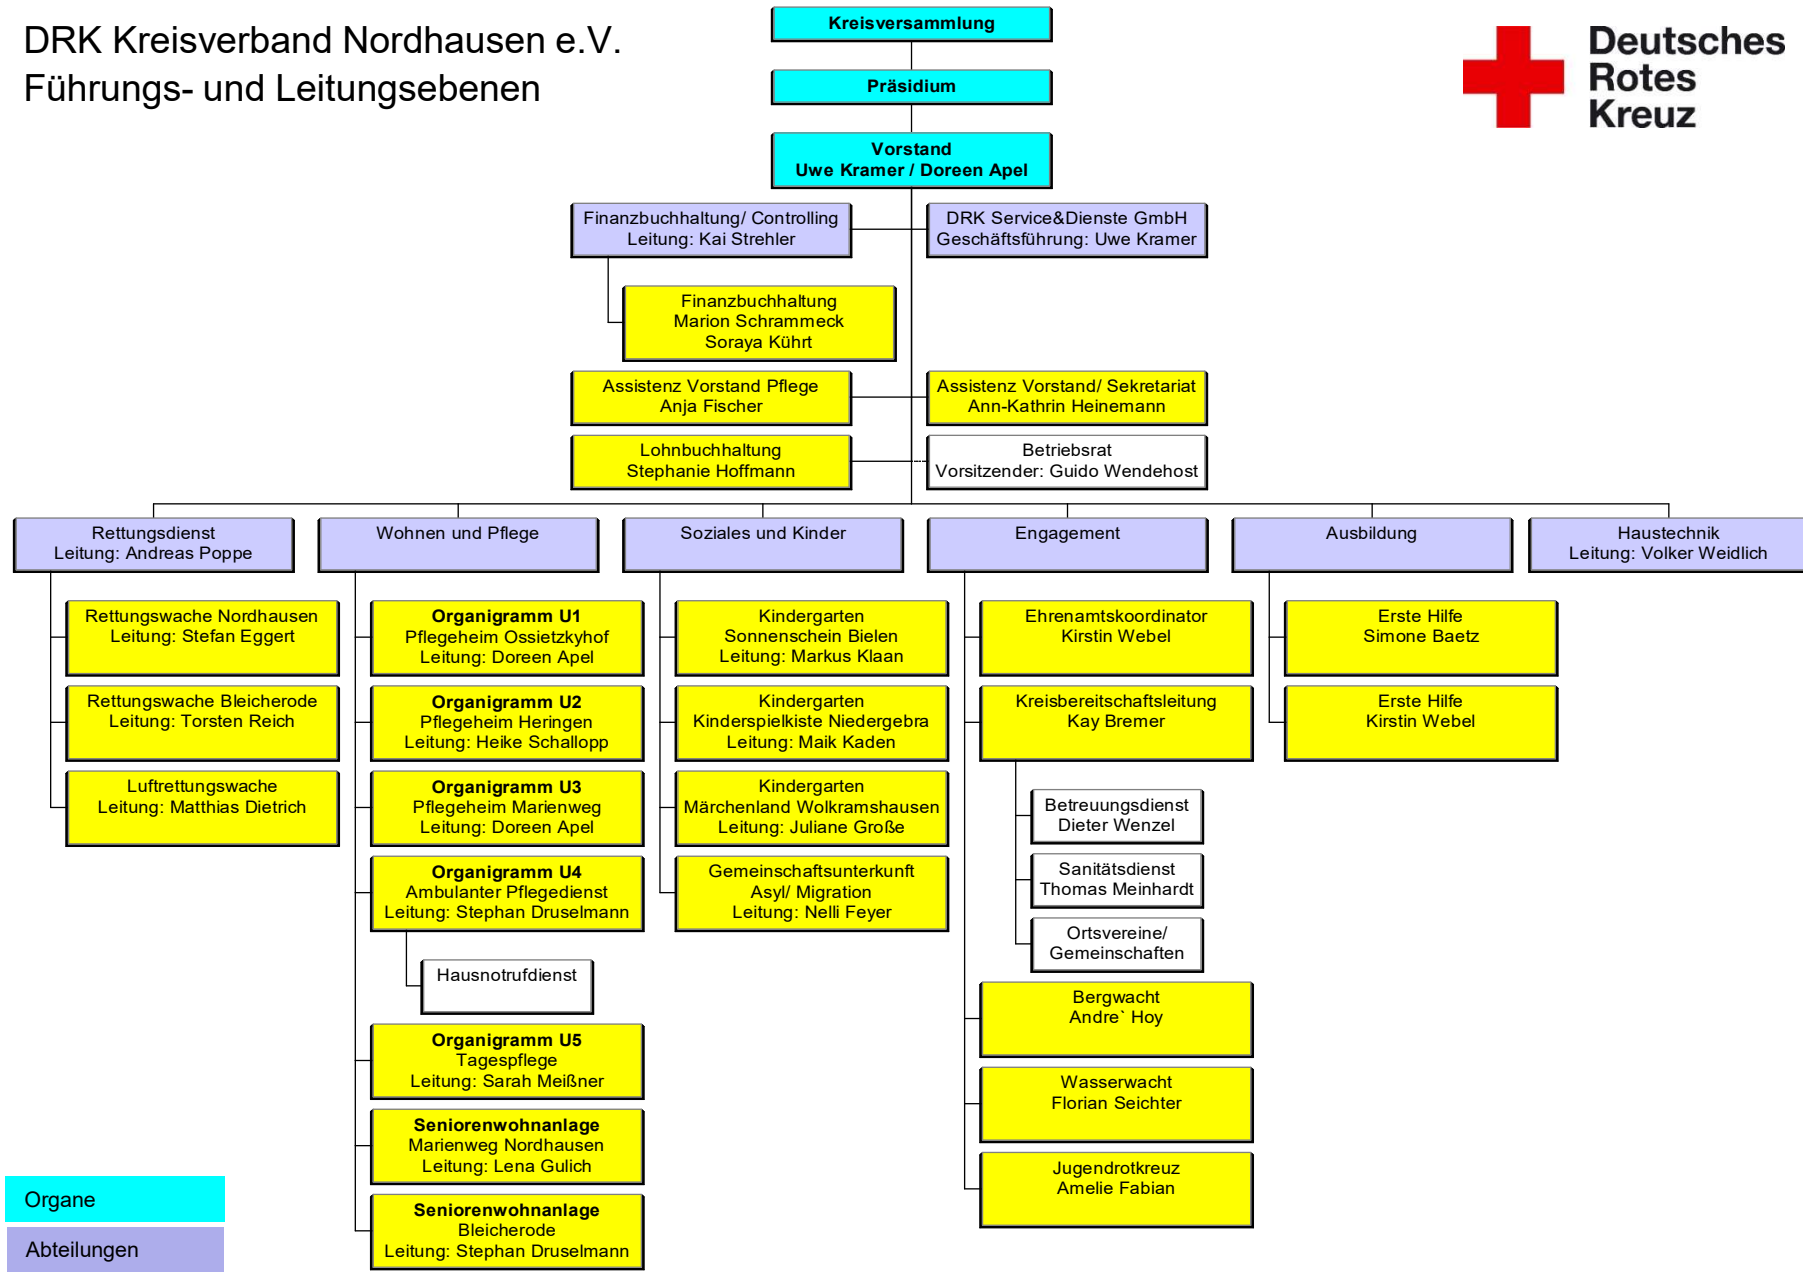 DRK Kreisverband Nordhausen e.V.
Führungs- und Leitungsebenen
Deutsches
Rotes
Kreuz
Kreisversammlung
Präsidium
Vorstand
Uwe Kramer / Doreen Apel
Finanzbuchhaltung/ Controlling
Leitung: Kai Strehler
DRK Service&Dienste GmbH
Geschäftsführung: Uwe Kramer
Finanzbuchhaltung
Marion Schrammeck
Soraya Kührt
Assistenz Vorstand Pflege
Anja Fischer
Assistenz Vorstand/ Sekretariat
Ann-Kathrin Heinemann
Lohnbuchhaltung
Stephanie Hoffmann
Betriebsrat
Vorsitzender: Guido Wendehost
Rettungsdienst
Leitung: Andreas Poppe
Rettungswache Nordhausen
Leitung: Stefan Eggert
Rettungswache Bleicherode
Leitung: Torsten Reich
Luftrettungswache
Leitung: Matthias Dietrich
Wohnen und Pflege
Organigramm U1
Pflegeheim Ossietzkyhof
Leitung: Doreen Apel
Organigramm U2
Pflegeheim Heringen
Leitung: Heike Schallopp
Organigramm U3
Pflegeheim Marienweg
Leitung: Doreen Apel
Organigramm U4
Ambulanter Pflegedienst
Leitung: Stephan Druselmann
Hausnotrufdienst
Organigramm U5
Tagespflege
Leitung: Sarah Meißner
Seniorenwohnanlage
Marienweg Nordhausen
Leitung: Lena Gulich
Seniorenwohnanlage
Bleicherode
Leitung: Stephan Druselmann
Soziales und Kinder
Kindergarten
Sonnenschein Bielen
Leitung: Markus Klaan
Kindergarten
Kinderspielkiste Niedergebra
Leitung: Maik Kaden
Kindergarten
Märchenland Wolkramshausen
Leitung: Juliane Große
Gemeinschaftsunterkunft
Asyl/ Migration
Leitung: Nelli Feyer
Engagement
Ehrenamtskoordinator
Kirstin Webel
Kreisbereitschaftsleitung
Kay Bremer
Betreuungsdienst
Dieter Wenzel
Sanitätsdienst
Thomas Meinhardt
Ortsvereine/
Gemeinschaften
Bergwacht
Andre` Hoy
Wasserwacht
Florian Seichter
Jugendrotkreuz
Amelie Fabian
Ausbildung
Erste Hilfe
Simone Baetz
Erste Hilfe
Kirstin Webel
Haustechnik
Leitung: Volker Weidlich
Organe
Abteilungen